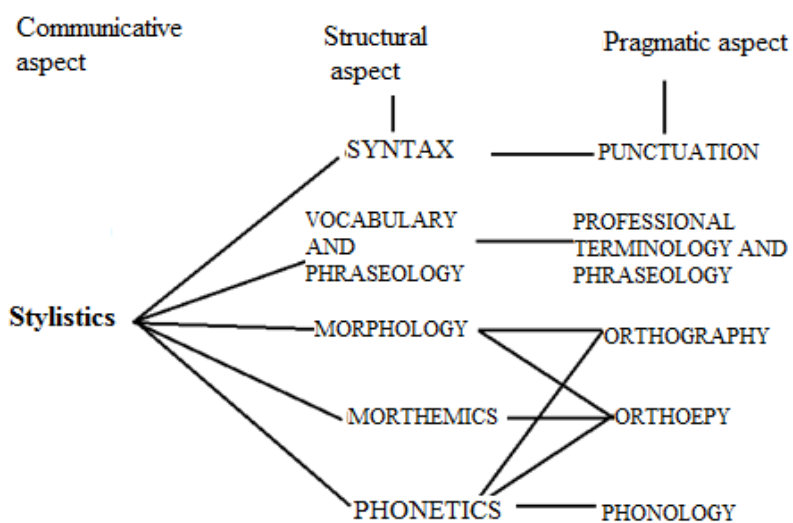 Communicative
aspect
Structural
aspect
Pragmatic aspect
SYNTAX
PUNCTUATION
VOCABULARY
AND
PHRASEOLOGY
PROFESSIONAL
TERMINOLOGY AND
PHRASEOLOGY
Stylistics
MORPHOLOGY
ORTHOGRAPHY
MORTHEMICS
ORTHOEPY
PHONETICS
PHONOLOGY